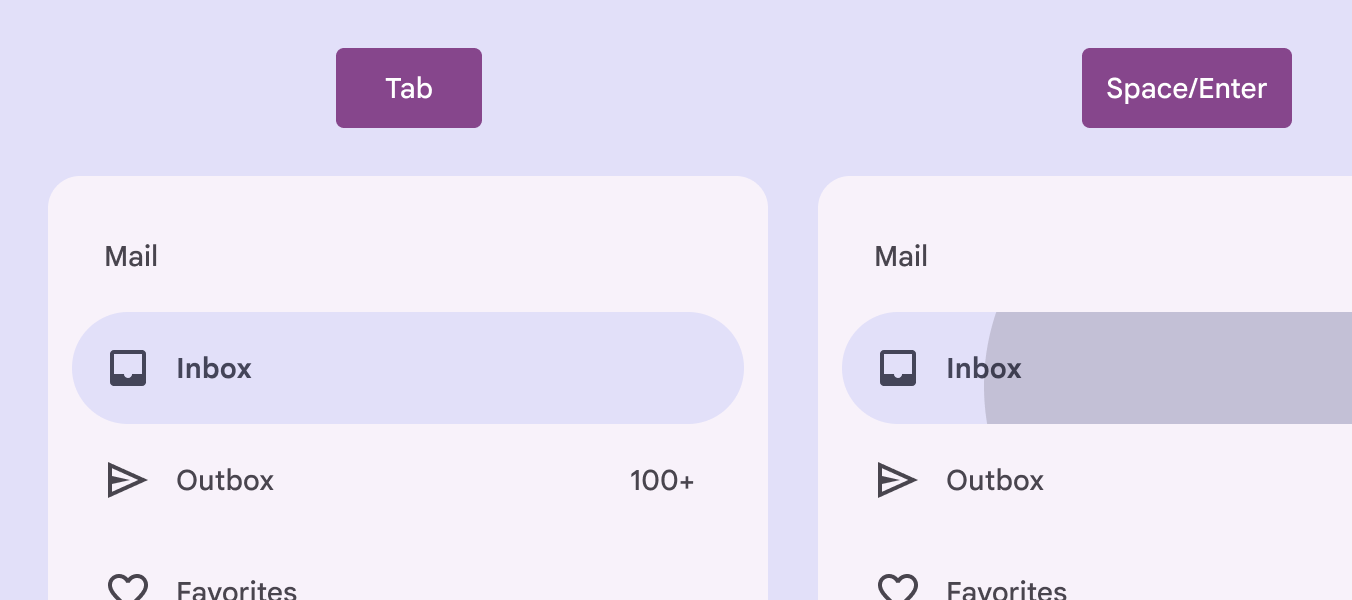 Tab
Space/Enter
Mail
Inbox
Outbox 100+
Favorites
Mail
Inbox
Outbox
Favorites